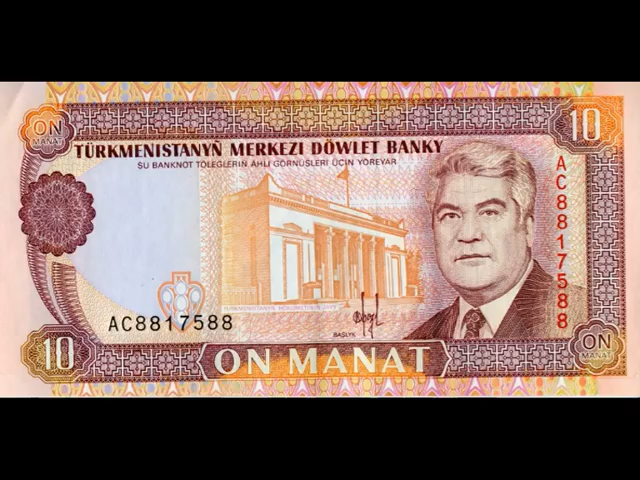 10
ON
MANAT
TÜRKMENISTANYŇ MERKEZI DÖWLET BANKY
ŞU BANKNOT TÖLEGLERIŇ ÄHLI GÖRNÜŞLERI ÜÇIN ÝÖREÝÄR
AC8817588
AC8817588
BAŞLYK
10
ON MANAT
ON
MANAT